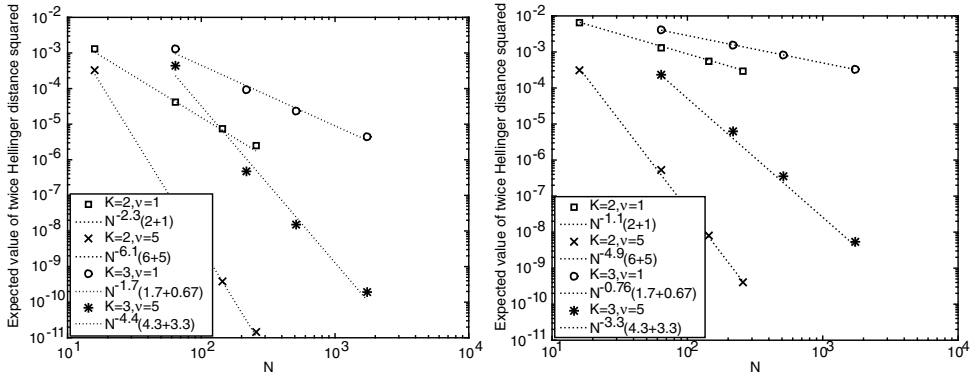 Expected value of twice Hellinger distance squared
10^-2
10^-3
10^-4
10^-5
10^-6
10^-7
10^-8
10^-9
10^-10
10^-11
K=2,ν=1
N^-2.3(2+1)
K=2,ν=5
N^-6.1(6+5)
K=3,ν=1
N^-1.7(1.7+0.67)
K=3,ν=5
N^-4.4(4.3+3.3)
10^1
10^2
10^3
10^4
N
Expected value of twice Hellinger distance squared
10^-2
10^-3
10^-4
10^-5
10^-6
10^-7
10^-8
10^-9
10^-10
10^-11
K=2,ν=1
N^-1.1(2+1)
K=2,ν=5
N^-4.9(6+5)
K=3,ν=1
N^-0.76(1.7+0.67)
K=3,ν=5
N^-3.3(4.3+3.3)
10^1
10^2
10^3
10^4
N